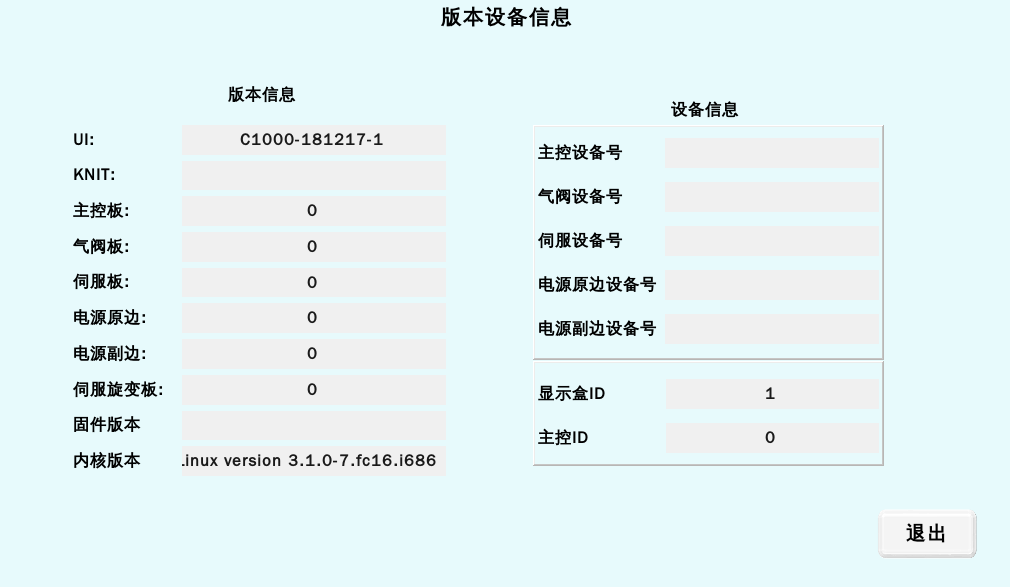 版本设备信息
版本信息
UI: C1000-181217-1
KNIT:
主控板: 0
气阀板: 0
伺服板: 0
电源原边: 0
电源副边: 0
伺服旋变板: 0
固件版本
内核版本 inux version 3.1.0-7.fc16.i686
设备信息
主控设备号
气阀设备号
伺服设备号
电源原边设备号
电源副边设备号
显示盒ID 1
主控ID 0
退出